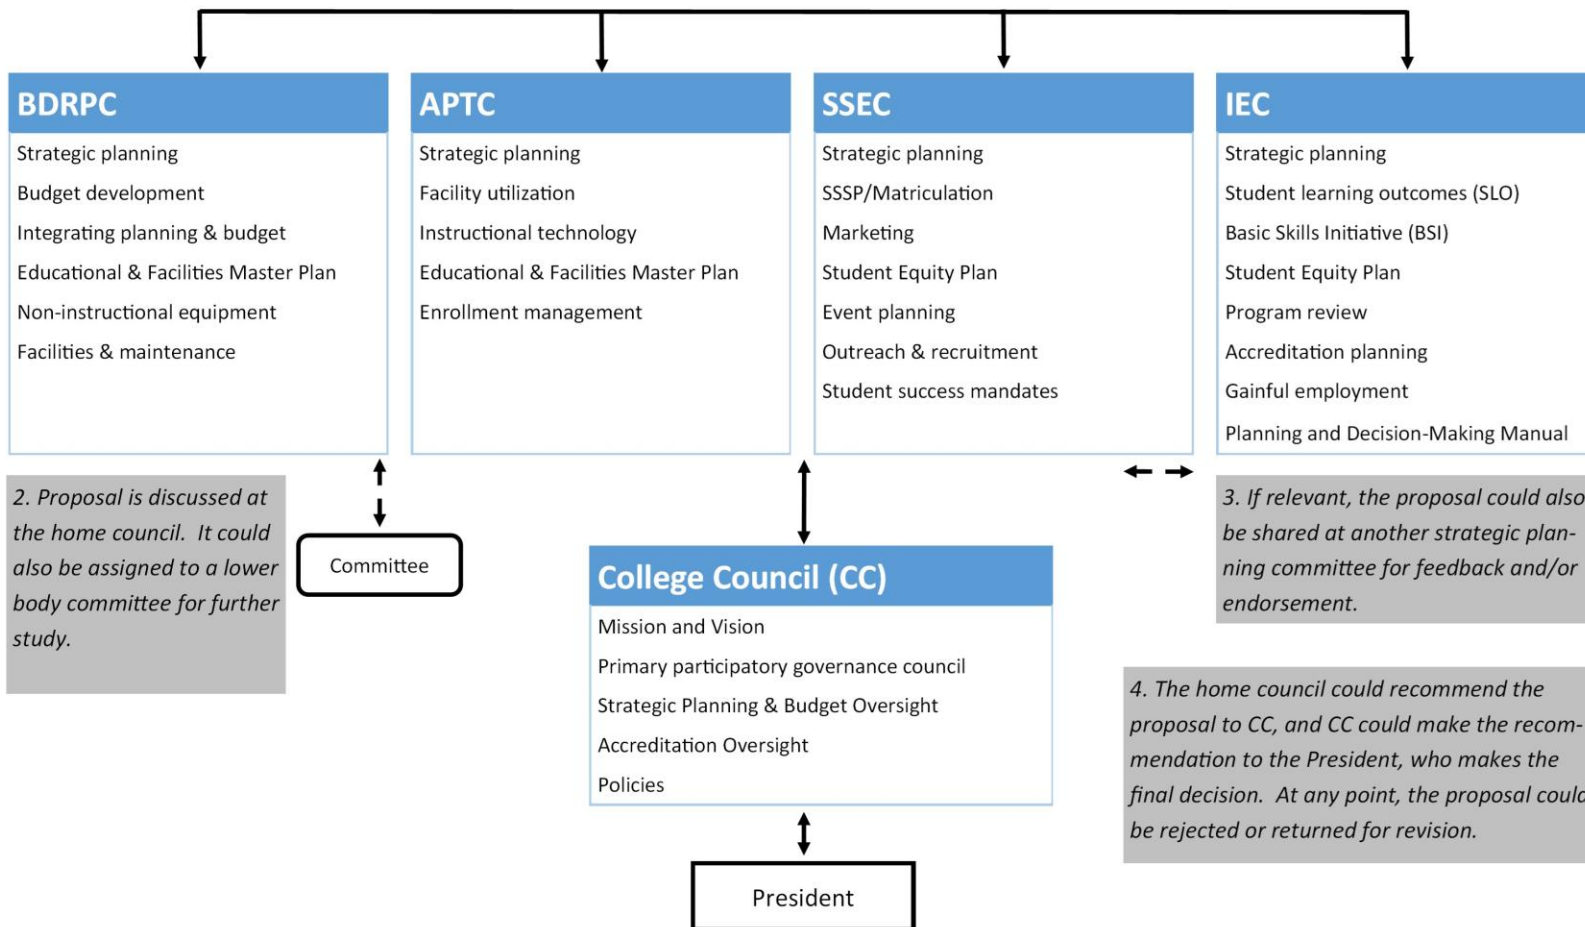 BDRPC
Strategic planning
Budget development
Integrating planning & budget
Educational & Facilities Master Plan
Non-instructional equipment
Facilities & maintenance
APTC
Strategic planning
Facility utilization
Instructional technology
Educational & Facilities Master Plan
Enrollment management
SSEC
Strategic planning
SSSP/Matriculation
Marketing
Student Equity Plan
Event planning
Outreach & recruitment
Student success mandates
IEC
Strategic planning
Student learning outcomes (SLO)
Basic Skills Initiative (BSI)
Student Equity Plan
Program review
Accreditation planning
Gainful employment
Planning and Decision-Making Manual
2. Proposal is discussed at
the home council.  It could
also be assigned to a lower
body committee for further
study.
Committee
3. If relevant, the proposal could also
be shared at another strategic plan-
ning committee for feedback and/or
endorsement.
College Council (CC)
Mission and Vision
Primary participatory governance council
Strategic Planning & Budget Oversight
Accreditation Oversight
Policies
4. The home council could recommend the
proposal to CC, and CC could make the recom-
mendation to the President, who makes the
final decision.  At any point, the proposal could
be rejected or returned for revision.
President